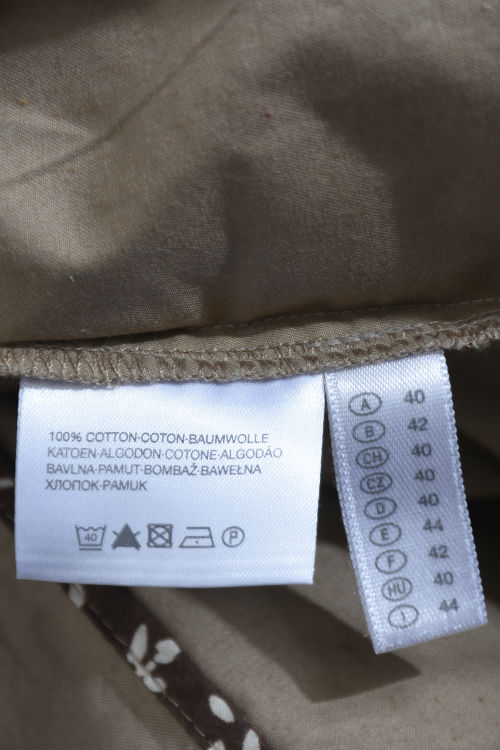 100% COTTON·COTON·BAUMWOLLE
KATOEN·ALGODON·COTONE·ALGODÃO
BAVLNA·PAMUT·BOMBAŽ·BAWEŁNA
ХЛОПОК·PAMUK
40 P
A 40
B 42
CH 40
CZ 40
D 40
E 44
F 42
HU 40
I 44